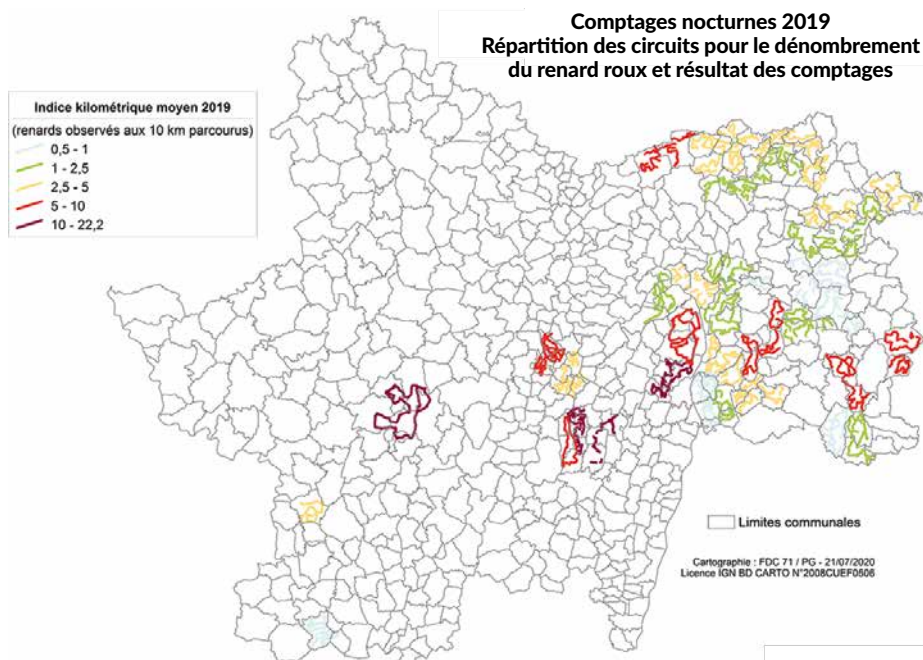 Comptages nocturnes 2019
Répartition des circuits pour le dénombrement
du renard roux et résultat des comptages
Indice kilométrique moyen 2019
(renards observés aux 10 km parcourus)
0,5 - 1
1 - 2,5
2,5 - 5
5 - 10
10 - 22,2
Limites communales
Cartographie : FDC 71 / PG - 21/07/2020
Licence IGN BD CARTO N°2008CUEF0506